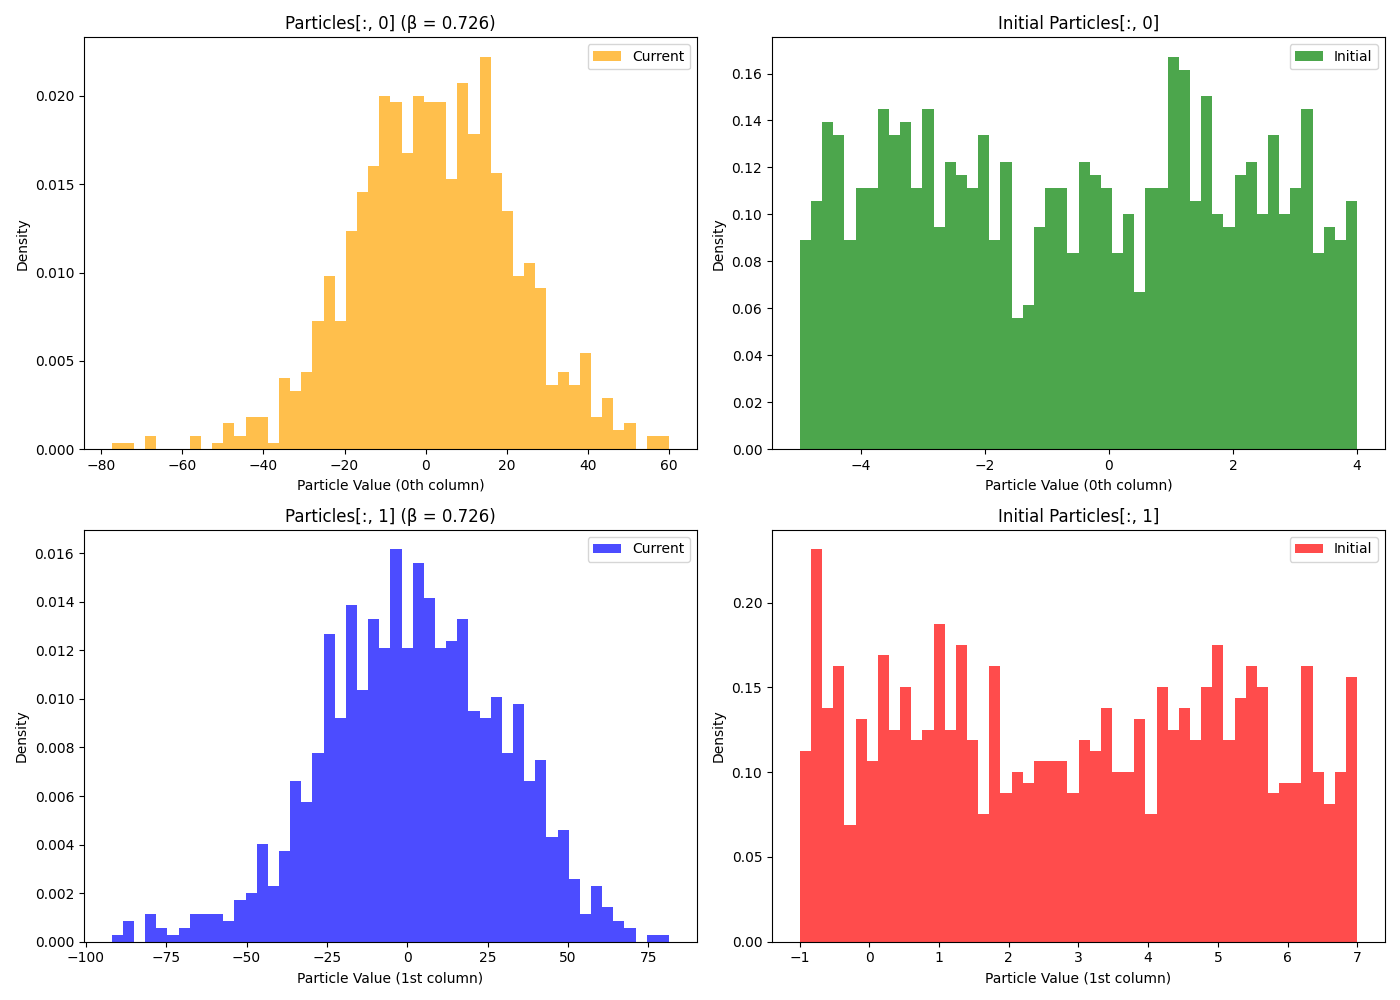 Particles[:, 0] (β = 0.726)
Current
Density
0.020
0.015
0.010
0.005
0.000
−80 −60 −40 −20 0 20 40 60
Particle Value (0th column)
Initial Particles[:, 0]
Initial
Density
0.16
0.14
0.12
0.10
0.08
0.06
0.04
0.02
0.00
−4 −2 0 2 4
Particle Value (0th column)
Particles[:, 1] (β = 0.726)
Current
Density
0.016
0.014
0.012
0.010
0.008
0.006
0.004
0.002
0.000
−100 −75 −50 −25 0 25 50 75
Particle Value (1st column)
Initial Particles[:, 1]
Initial
Density
0.20
0.15
0.10
0.05
0.00
−1 0 1 2 3 4 5 6 7
Particle Value (1st column)